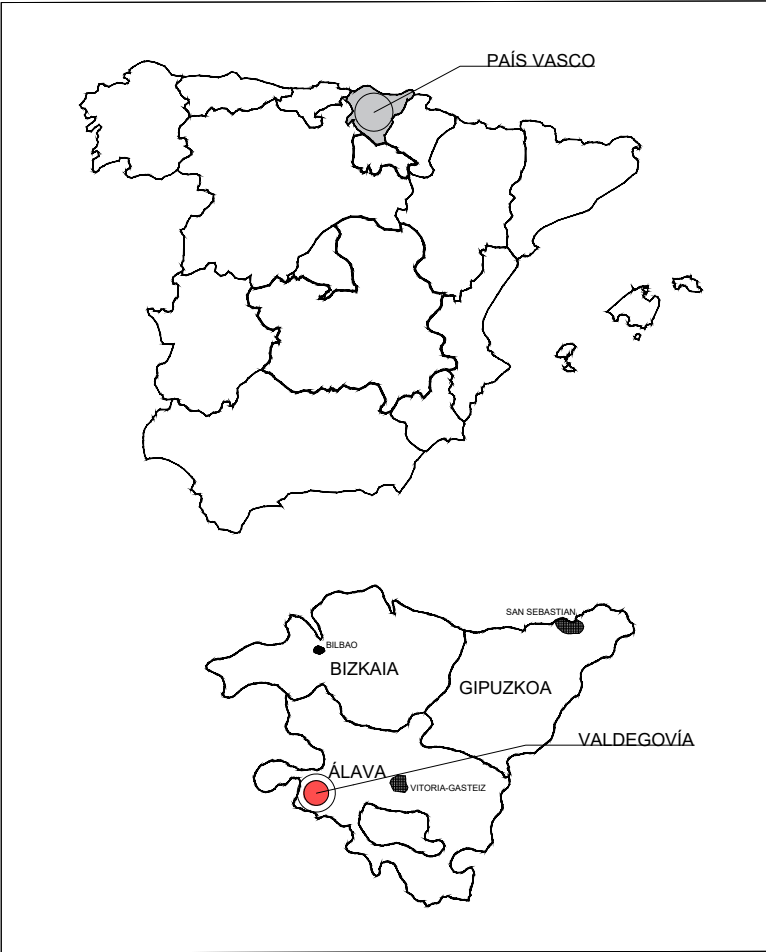 PAÍS VASCO
SAN SEBASTIAN
BILBAO
BIZKAIA
GIPUZKOA
VALDEGOVÍA
ÁLAVA
VITORIA-GASTEIZ